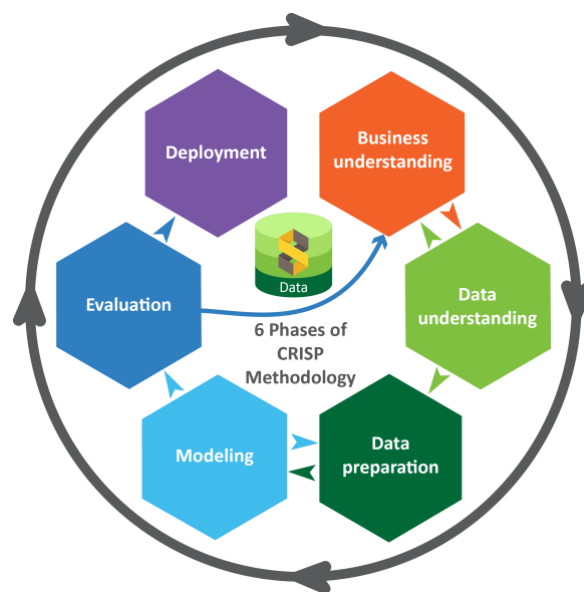 Deployment
Business
understanding
Data
Evaluation
Data
understanding
6 Phases of
CRISP
Methodology
Modeling
Data
preparation